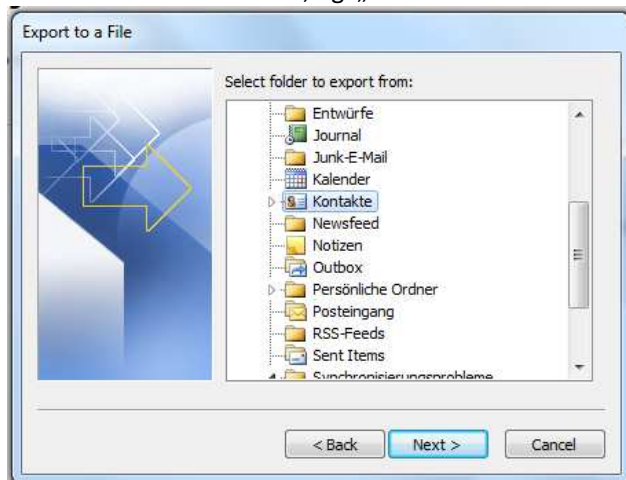 Export to a File
Select folder to export from:
Entwürfe
Journal
Junk-E-Mail
Kalender
Kontakte
Newsfeed
Notizen
Outbox
Persönliche Ordner
Posteingang
RSS-Feeds
Sent Items
Synchronisierungsprobleme
< Back
Next >
Cancel